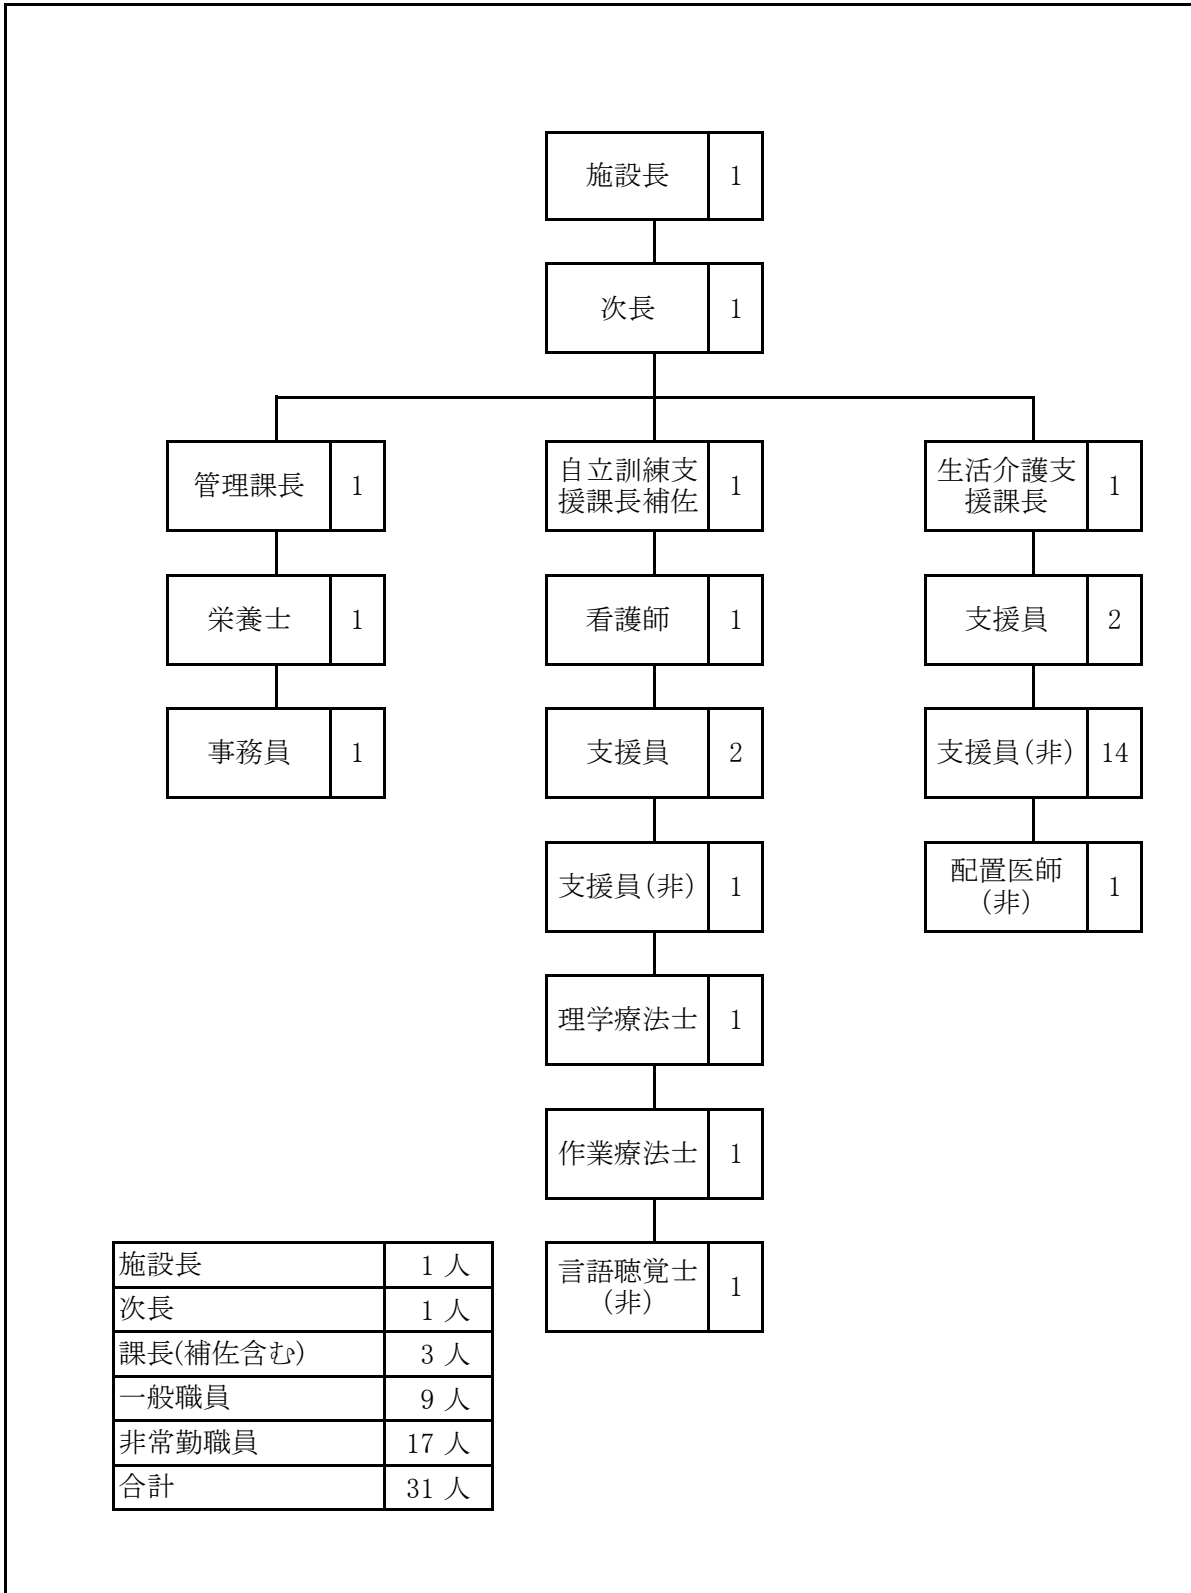 施設長 1
次長 1
管理課長 1
自立訓練支
援課長補佐 1
生活介護支
援課長 1
栄養士 1
看護師 1
支援員 2
事務員 1
支援員 2
支援員(非) 14
支援員(非) 1
配置医師
(非) 1
理学療法士 1
作業療法士 1
言語聴覚士
(非) 1
施設長 1 人
次長 1 人
課長(補佐含む) 3 人
一般職員 9 人
非常勤職員 17 人
合計 31 人